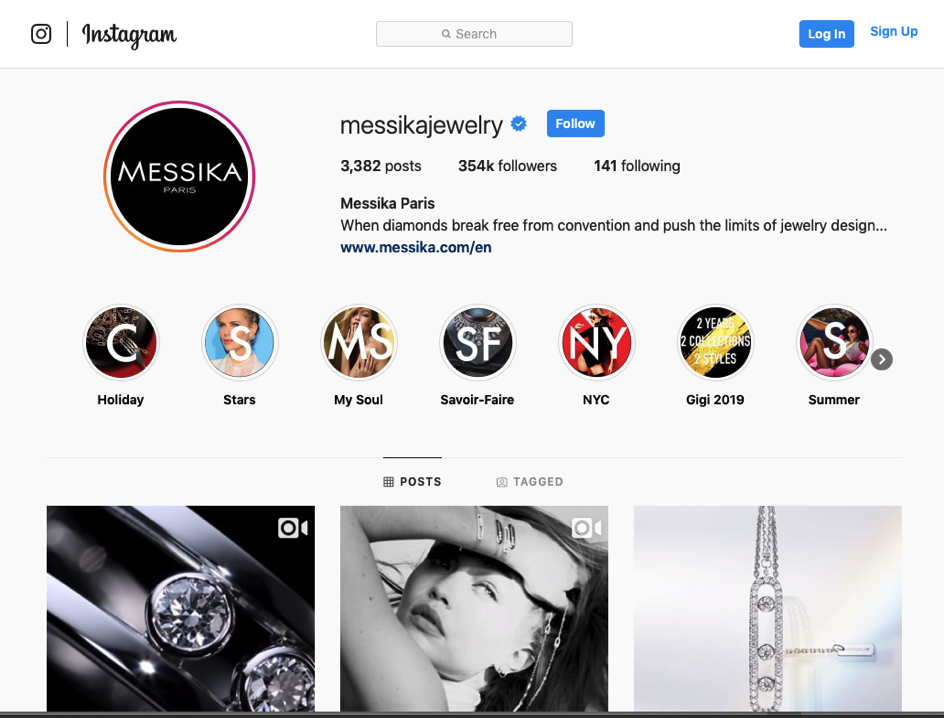 Instagram
Search
Log In
Sign Up
MESSIKA
PARIS
messikajewelry
Follow
3,382 posts 354k followers 141 following
Messika Paris
When diamonds break free from convention and push the limits of jewelry design...
www.messika.com/en
C
S
MS
SF
NY
2 YEARS
2 COLLECTIONS
2 STYLES
S
Holiday
Stars
My Soul
Savoir-Faire
NYC
Gigi 2019
Summer
POSTS
TAGGED